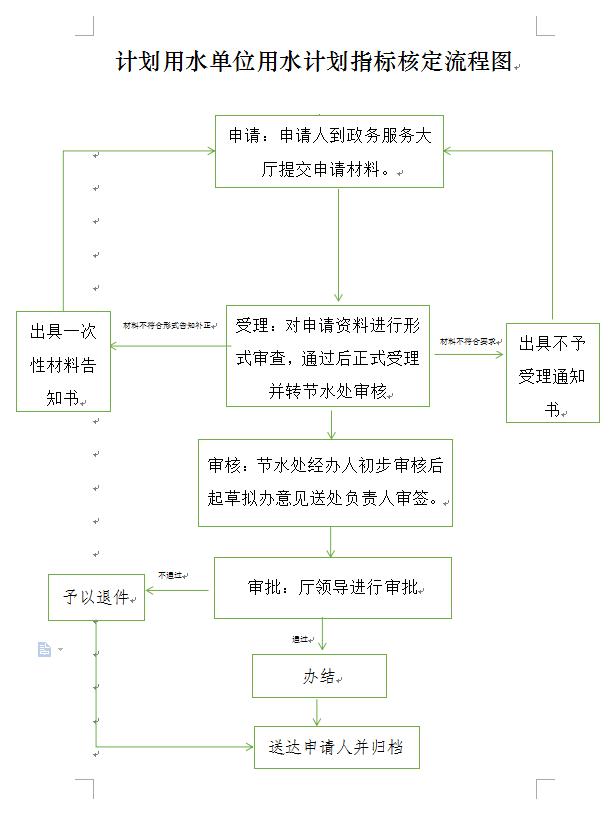 计划用水单位用水计划指标核定流程图
申请：申请人到政务服务大
厅提交申请材料。
材料不符合形式告知补正
出具一次
性材料告
知书
受理：对申请资料进行形
式审查，通过后正式受理
并转节水处审核
材料不符合要求
出具不予
受理通知
书
审核：节水处经办人初步审核后
起草拟办意见送处负责人审签。
不通过
予以退件
审批：厅领导进行审批
通过
办结
送达申请人并归档